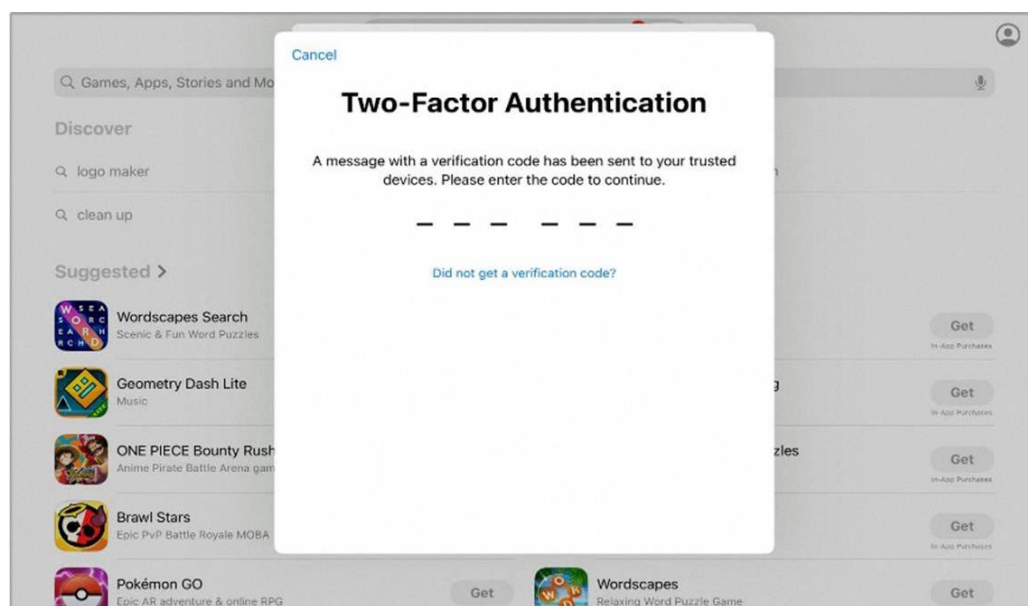 Cancel
Two-Factor Authentication
A message with a verification code has been sent to your trusted
devices. Please enter the code to continue.
Did not get a verification code?
Games, Apps, Stories and Mo
Discover
logo maker
clean up
Suggested >
Wordscapes Search
Scenic & Fun Word Puzzles
Get
In-App Purchases
Geometry Dash Lite
Music
g
Get
In-App Purchases
ONE PIECE Bounty Rush
Anime Pirate Battle Arena gam
zles
Get
In-App Purchases
Brawl Stars
Epic PvP Battle Royale MOBA
Get
In-App Purchases
Pokémon GO
Epic AR adventure & online RPG
Get
Wordscapes
Relaxing Word Puzzle Game
Get